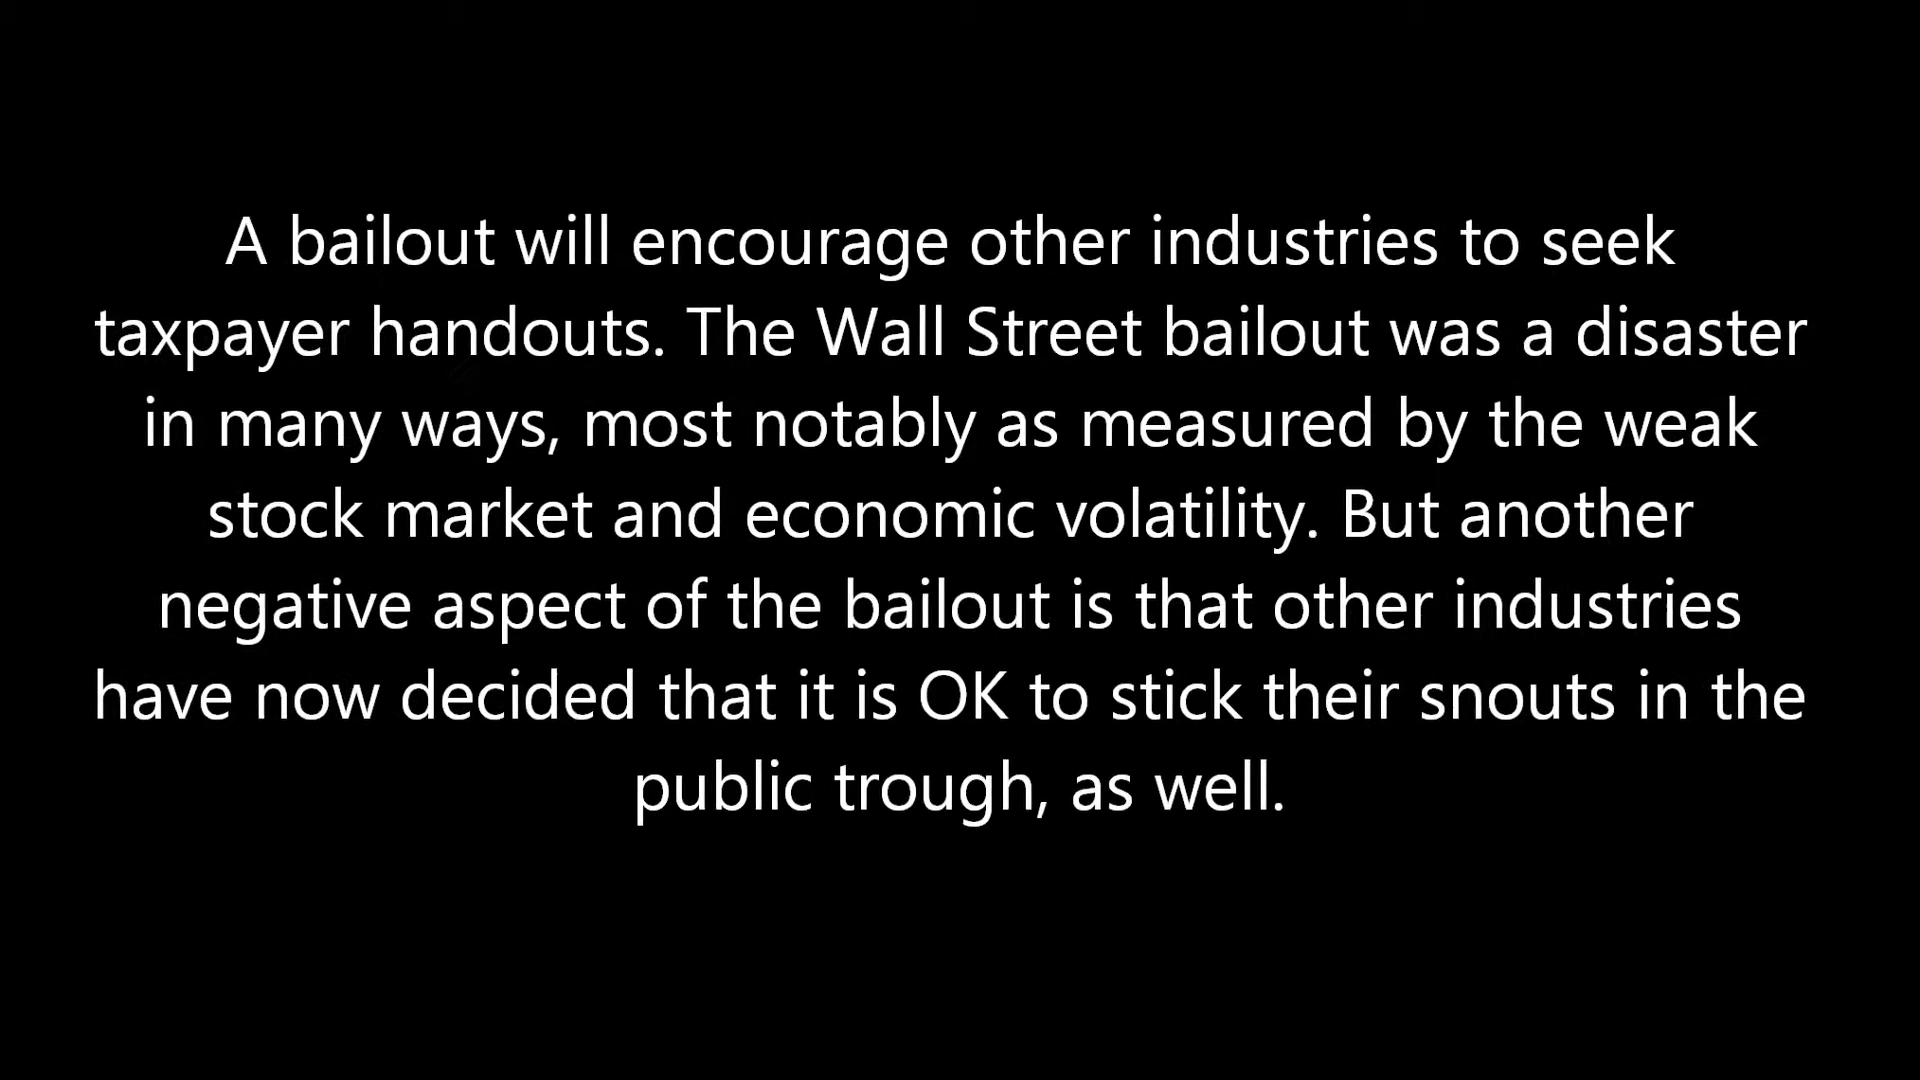 A bailout will encourage other industries to seek
taxpayer handouts. The Wall Street bailout was a disaster
in many ways, most notably as measured by the weak
stock market and economic volatility. But another
negative aspect of the bailout is that other industries
have now decided that it is OK to stick their snouts in the
public trough, as well.